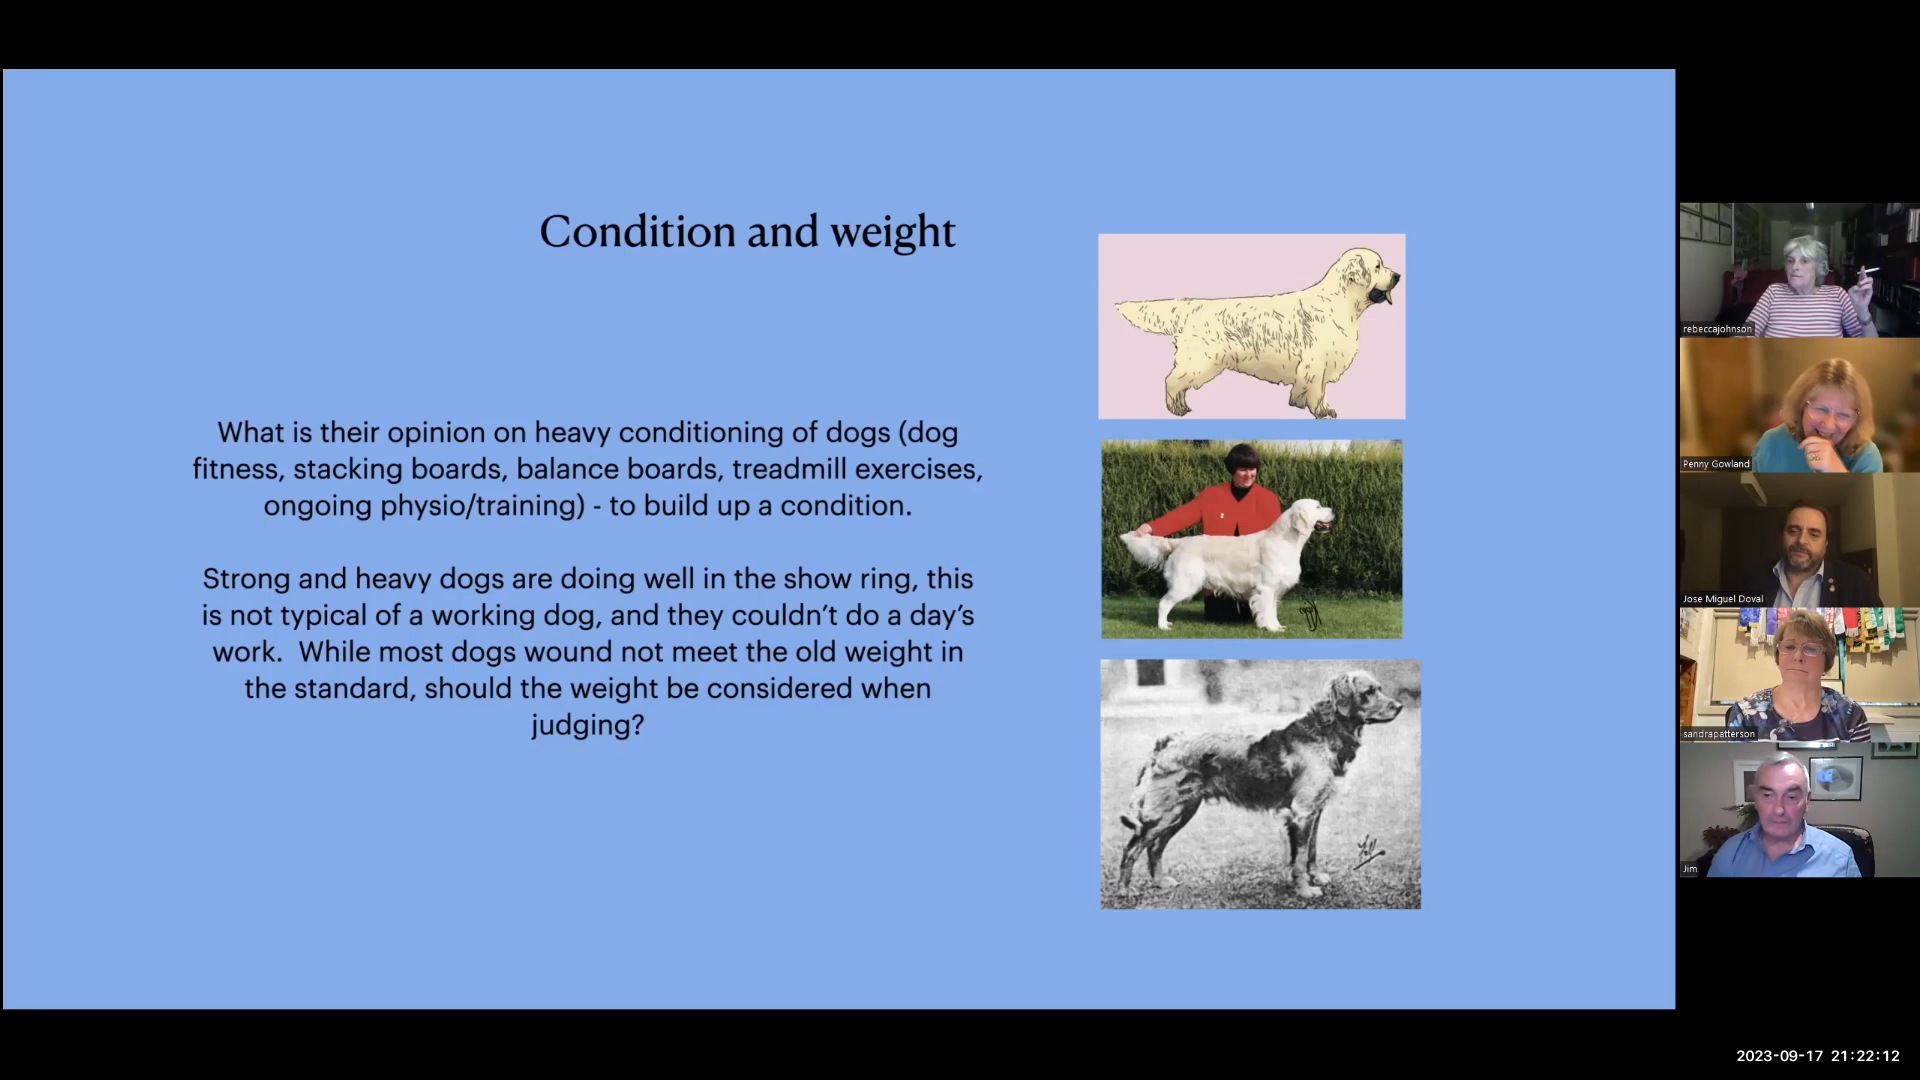 Condition and weight
What is their opinion on heavy conditioning of dogs (dog
fitness, stacking boards, balance boards, treadmill exercises,
ongoing physio/training) - to build up a condition.
Strong and heavy dogs are doing well in the show ring, this
is not typical of a working dog, and they couldn’t do a day’s
work.  While most dogs wound not meet the old weight in
the standard, should the weight be considered when
judging?
rebeccajohnson
Penny Gowland
Jose Miguel Doval
sandrapatterson
Jim
2023-09-17 21:22:12